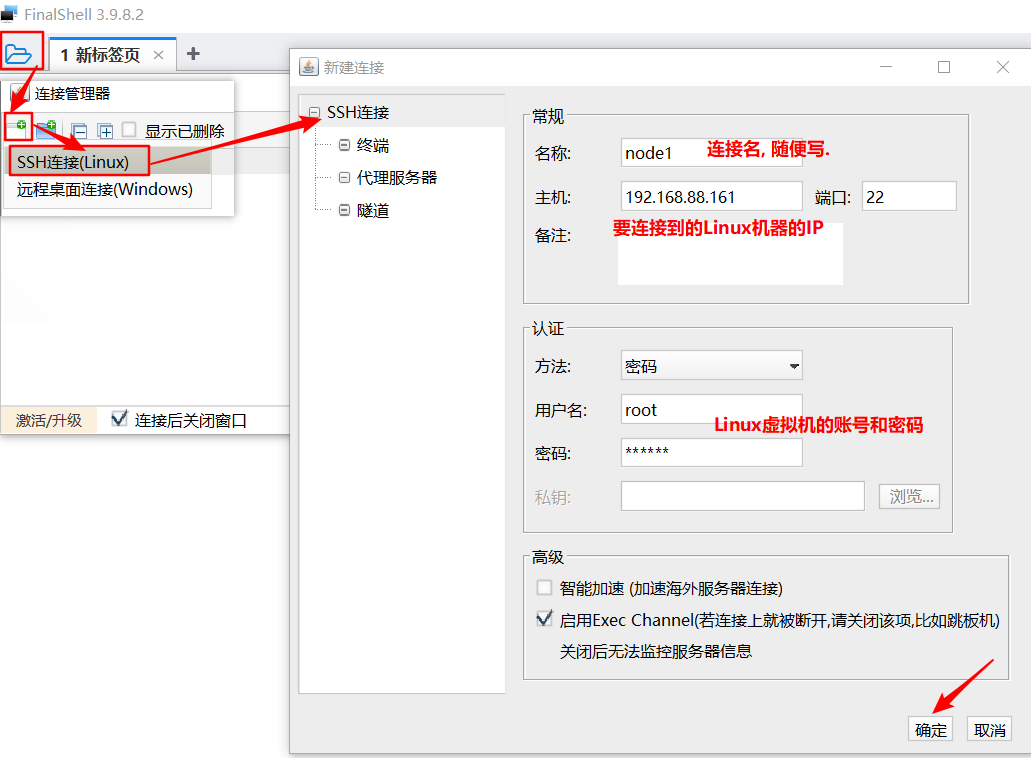 FinalShell 3.9.8.2
1 新标签页
连接管理器
显示已删除
SSH连接(Linux)
远程桌面连接(Windows)
激活/升级
连接后关闭窗口
新建连接
SSH连接
终端
代理服务器
隧道
常规
名称: node1 连接名, 随便写.
主机: 192.168.88.161 端口: 22
要连接到的Linux机器的IP
备注:
认证
方法: 密码
用户名: root
Linux虚拟机的账号和密码
密码: ******
私钥: 浏览...
高级
智能加速 (加速海外服务器连接)
启用Exec Channel(若连接上就被断开,请关闭该项,比如跳板机)
关闭后无法监控服务器信息
确定 取消